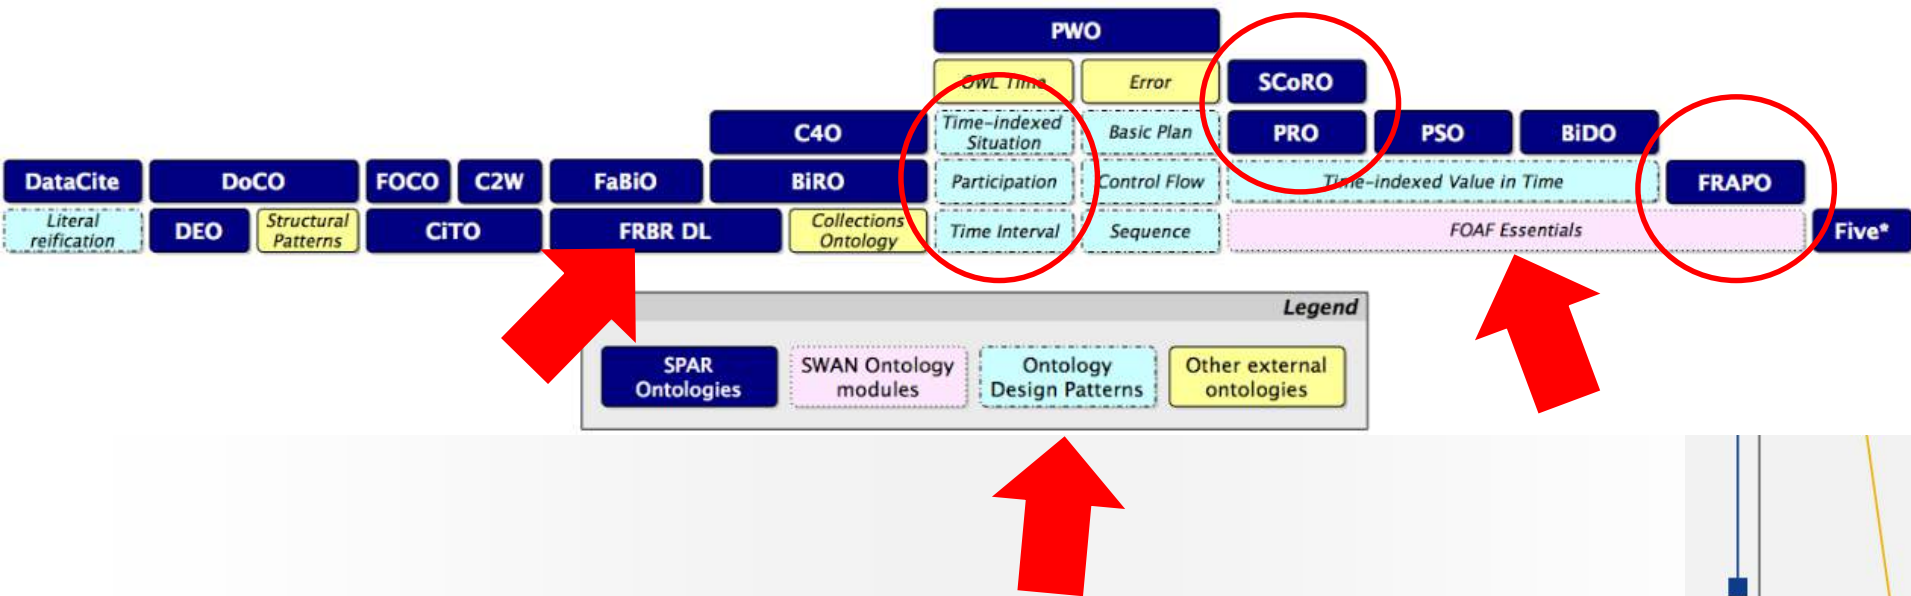 PWO
OWL Time
Error
SCoRO
C4O
Time-indexed
Situation
Basic Plan
PRO
PSO
BiDO
DataCite
DoCO
FOCO
C2W
FaBiO
BiRO
Participation
Control Flow
Time-indexed Value in Time
FRAPO
Literal
reification
DEO
Structural
Patterns
CiTO
FRBR DL
Collections
Ontology
Time Interval
Sequence
FOAF Essentials
Five*
Legend
SPAR
Ontologies
SWAN Ontology
modules
Ontology
Design Patterns
Other external
ontologies